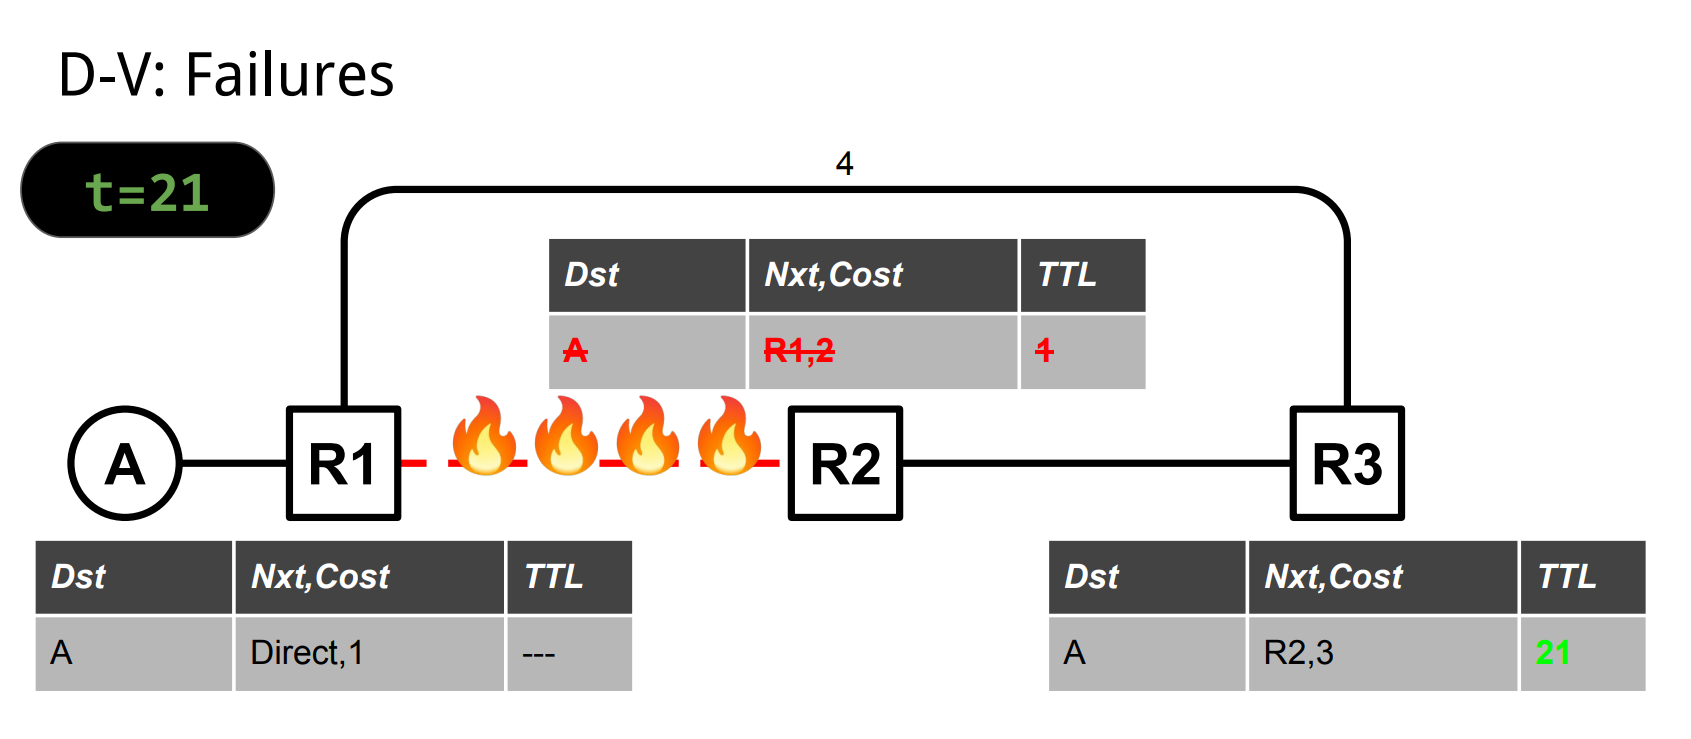 D-V: Failures
t=21
4
Dst Nxt,Cost TTL
A R1,2 1
A R1 R2 R3
Dst Nxt,Cost TTL
A Direct,1 ---
Dst Nxt,Cost TTL
A R2,3 21